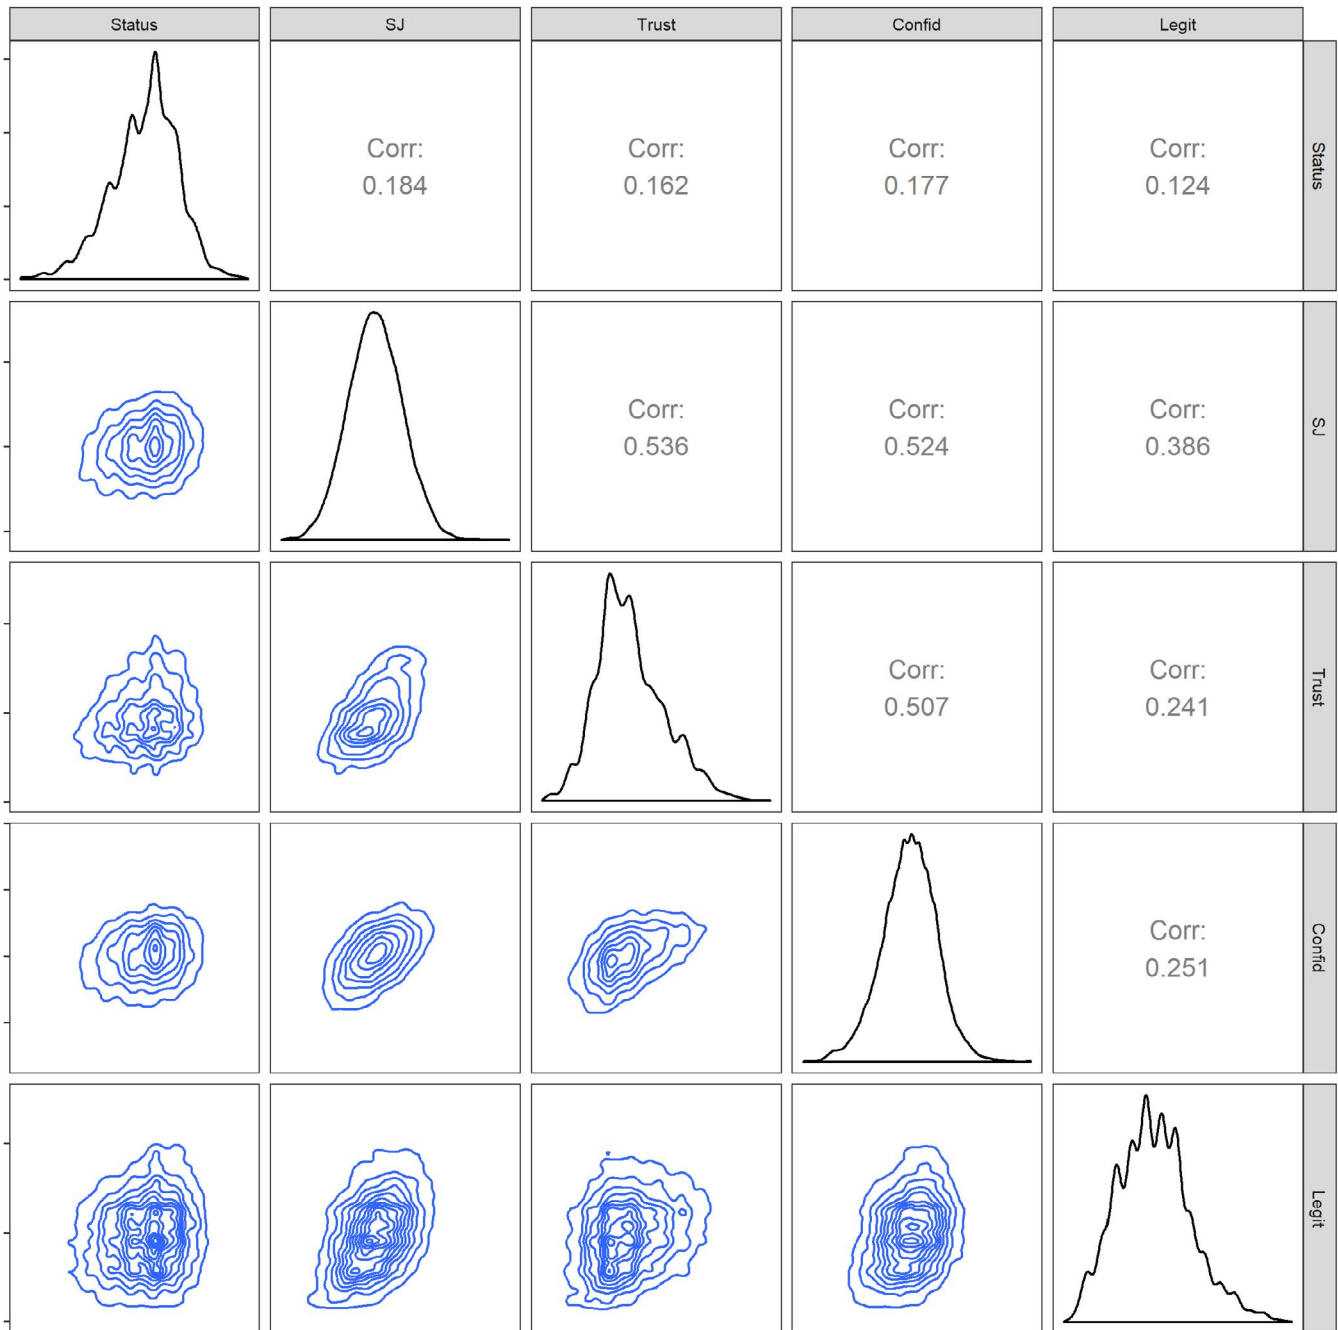 Status
SJ
Trust
Confid
Legit
Corr:
0.184
Corr:
0.162
Corr:
0.177
Corr:
0.124
Status
Corr:
0.536
Corr:
0.524
Corr:
0.386
SJ
Corr:
0.507
Corr:
0.241
Trust
Corr:
0.251
Confid
Legit